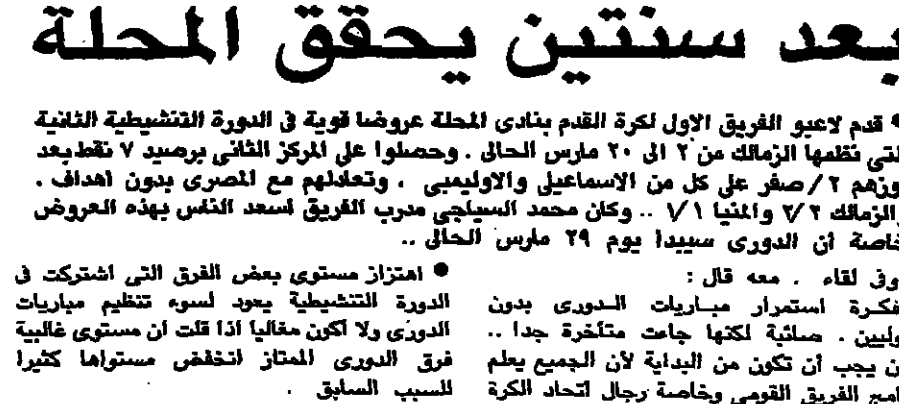 بعد سنتين يحقق المحلة
● قدم لاعبو الفريق الاول لكرة القدم بنادى المحلة عروضا قوية فى الدورة التنشيطية الثانية
التى نظمها الزمالك من ٢ الى ٢٠ مارس الحالى . وحصلوا على المركز الثانى برصيد ٧ نقط بعد
وزهم ٢/صفر على كل من الاسماعيلى والاوليمبى . وتعادلهم مع المصرى بدون اهداف .
والزمالك ٢/٢ والمنيا ١/١ .. وكان محمد السياجى مدرب الفريق اسعد الناس بهذه العروض
خاصة أن الدورى سيبدا يوم ٢٩ مارس الحالى ..
وفى لقاء . معه قال :
فكرة استمرار مباريات الدورى بدون
وليين . صائبة لكنها جاءت متأخرة جدا ..
ن يجب أن تكون من البداية لأن الجميع يعلم
امج الفريق القومى وخاصة رجال اتحاد الكرة
● اهتزاز مستوى بعض الفرق التى اشتركت فى
الدورة التنشيطية يعود لسوء تنظيم مباريات
الدورى ولا أكون مغاليا اذا قلت ان مستوى غالبية
فرق الدورى الممتاز انخفض مستواها كثيرا
للسبب السابق .